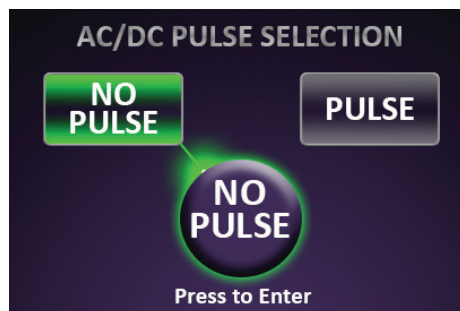 AC/DC PULSE SELECTION
NO
PULSE
PULSE
NO
PULSE
Press to Enter